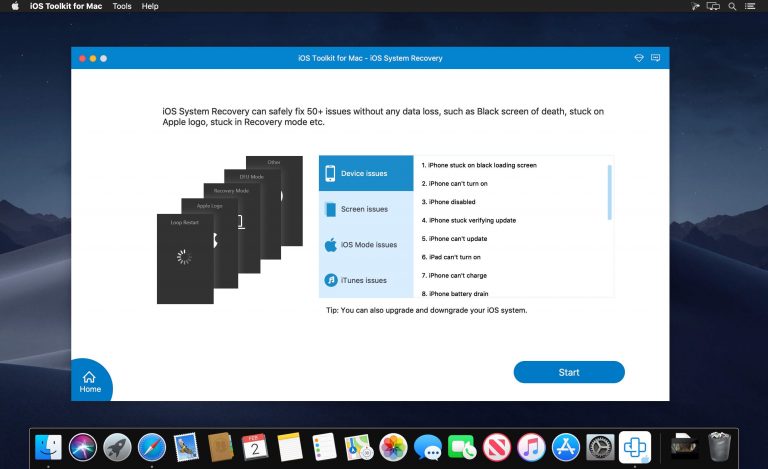 iOS Toolkit for Mac Tools Help
iOS Toolkit for Mac - iOS System Recovery
iOS System Recovery can safely fix 50+ issues without any data loss, such as Black screen of death, stuck on
Apple logo, stuck in Recovery mode etc.
Other
DFU Mode
Recovery Mode
Apple Logo
Loop Restart
Device issues
Screen issues
iOS Mode issues
iTunes issues
1. iPhone stuck on black loading screen
2. iPhone can't turn on
3. iPhone disabled
4. iPhone stuck verifying update
5. iPhone can't update
6. iPad can't turn on
7. iPhone can't charge
8. iPhone battery drain
Tip: You can also upgrade and downgrade your iOS system.
Start
Home
2